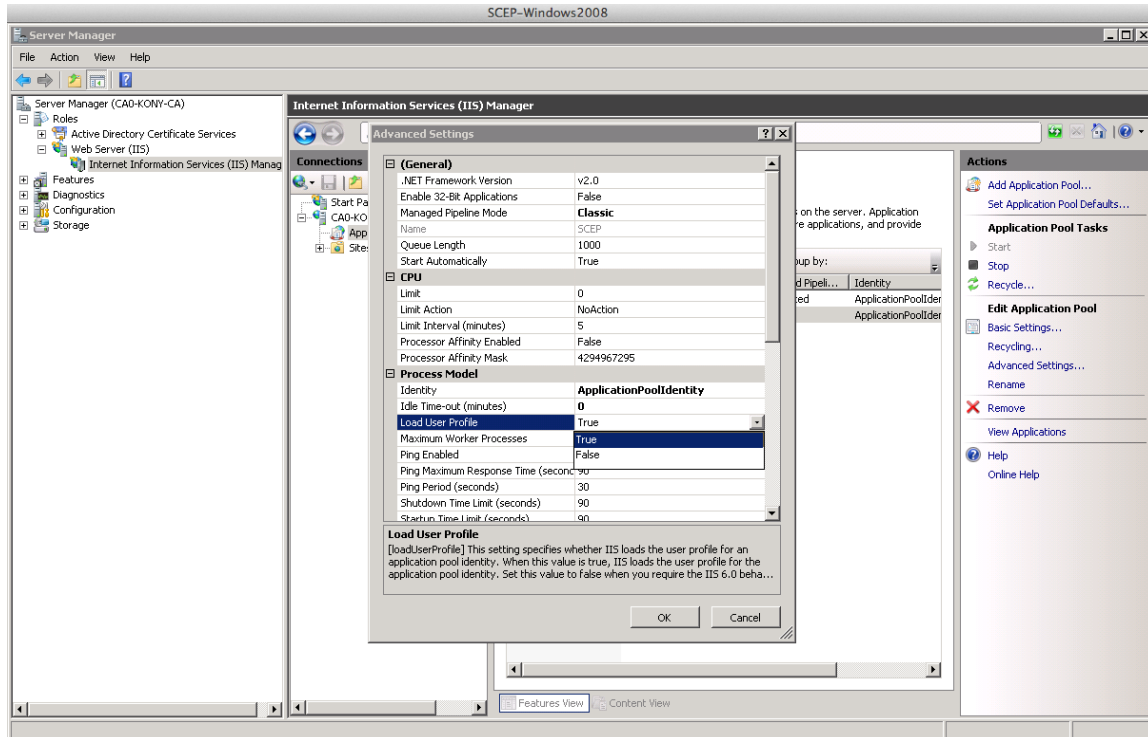 SCEP-Windows2008
Server Manager
File Action View Help
Server Manager (CA0-KONY-CA)
Roles
Active Directory Certificate Services
Web Server (IIS)
Internet Information Services (IIS) Manag
Features
Diagnostics
Configuration
Storage
Internet Information Services (IIS) Manager
Connections
Start Pa
CA0-KO
App
Sites
Advanced Settings
(General)
.NET Framework Version v2.0
Enable 32-Bit Applications False
Managed Pipeline Mode Classic
Name SCEP
Queue Length 1000
Start Automatically True
CPU
Limit 0
Limit Action NoAction
Limit Interval (minutes) 5
Processor Affinity Enabled False
Processor Affinity Mask 4294967295
Process Model
Identity ApplicationPoolIdentity
Idle Time-out (minutes) 0
Load User Profile True
Maximum Worker Processes True
Ping Enabled False
Ping Maximum Response Time (second 90
Ping Period (seconds) 30
Shutdown Time Limit (seconds) 90
Startup Time Limit (seconds) 90
Load User Profile
[loadUserProfile] This setting specifies whether IIS loads the user profile for an
application pool identity. When this value is true, IIS loads the user profile for the
application pool identity. Set this value to false when you require the IIS 6.0 beha...
OK Cancel
s on the server. Application
re applications, and provide
oup by:
d Pipeli... Identity
ted ApplicationPoolIder
ApplicationPoolIder
Features View Content View
Actions
Add Application Pool...
Set Application Pool Defaults...
Application Pool Tasks
Start
Stop
Recycle...
Edit Application Pool
Basic Settings...
Recycling...
Advanced Settings...
Rename
Remove
View Applications
Help
Online Help